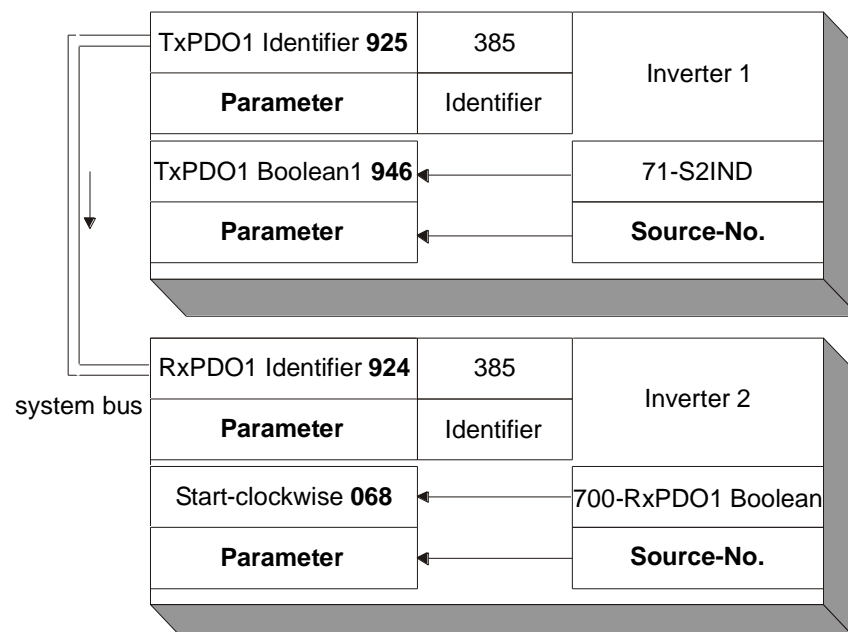 TxPDO1 Identifier 925
385
Inverter 1
Parameter
Identifier
TxPDO1 Boolean1 946
71-S2IND
Parameter
Source-No.
RxPDO1 Identifier 924
385
Inverter 2
system bus
Parameter
Identifier
Start-clockwise 068
700-RxPDO1 Boolean
Parameter
Source-No.